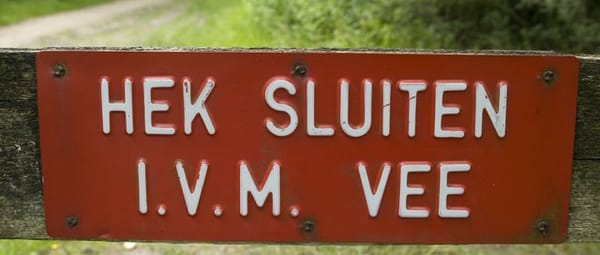 HEK SLUITEN
I.V.M. VEE